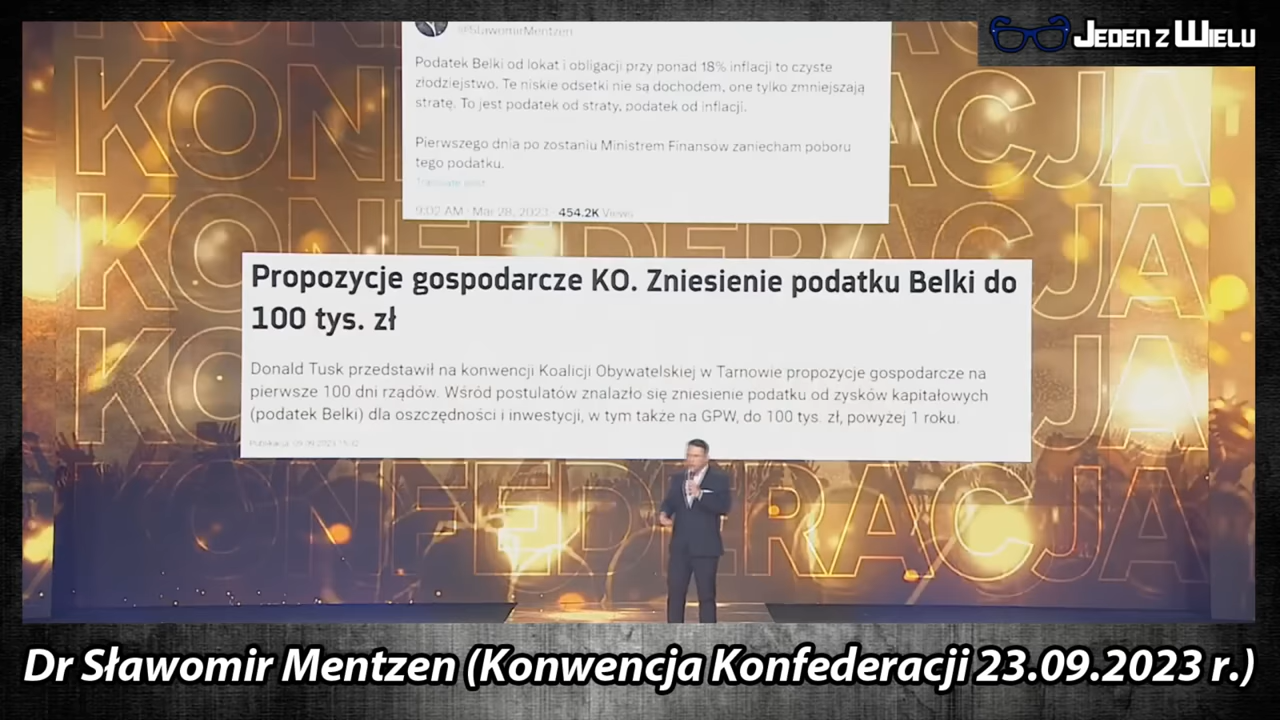 JEDEN Z WIELU
@SlawomirMentzen
Podatek Belki od lokat i obligacji przy ponad 18% inflacji to czyste
złodziejstwo. Te niskie odsetki nie są dochodem, one tylko zmniejszają
stratę. To jest podatek od straty, podatek od inflacji.
Pierwszego dnia po zostaniu Ministrem Finansów zaniecham poboru
tego podatku.
Translate post
9:02 AM · Mar 28, 2023 · 454.2K Views
KONFEDERACJA
KONFEDERACJA
KONFEDERACJA
KONFEDERACJA
Propozycje gospodarcze KO. Zniesienie podatku Belki do
100 tys. zł
Donald Tusk przedstawił na konwencji Koalicji Obywatelskiej w Tarnowie propozycje gospodarcze na
pierwsze 100 dni rządów. Wśród postulatów znalazło się zniesienie podatku od zysków kapitałowych
(podatek Belki) dla oszczędności i inwestycji, w tym także na GPW, do 100 tys. zł, powyżej 1 roku.
Dr Sławomir Mentzen (Konwencja Konfederacji 23.09.2023 r.)